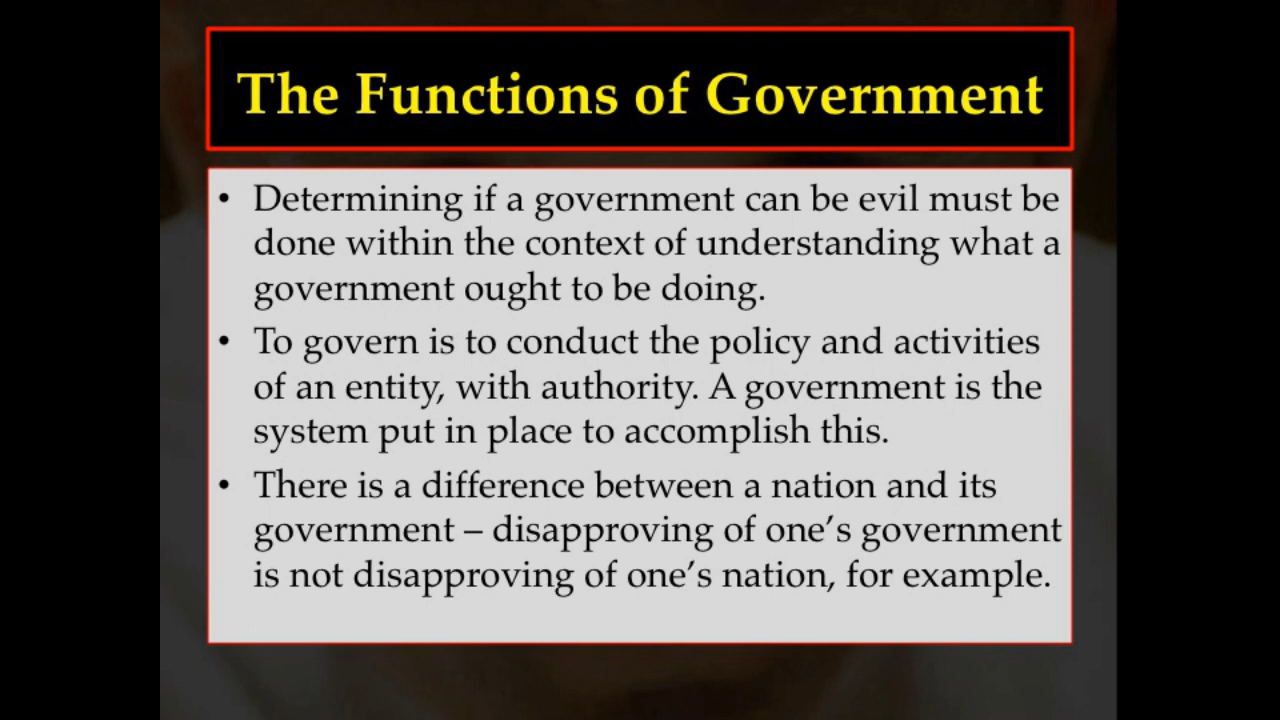 The Functions of Government
• Determining if a government can be evil must be
done within the context of understanding what a
government ought to be doing.
• To govern is to conduct the policy and activities
of an entity, with authority. A government is the
system put in place to accomplish this.
• There is a difference between a nation and its
government – disapproving of one’s government
is not disapproving of one’s nation, for example.